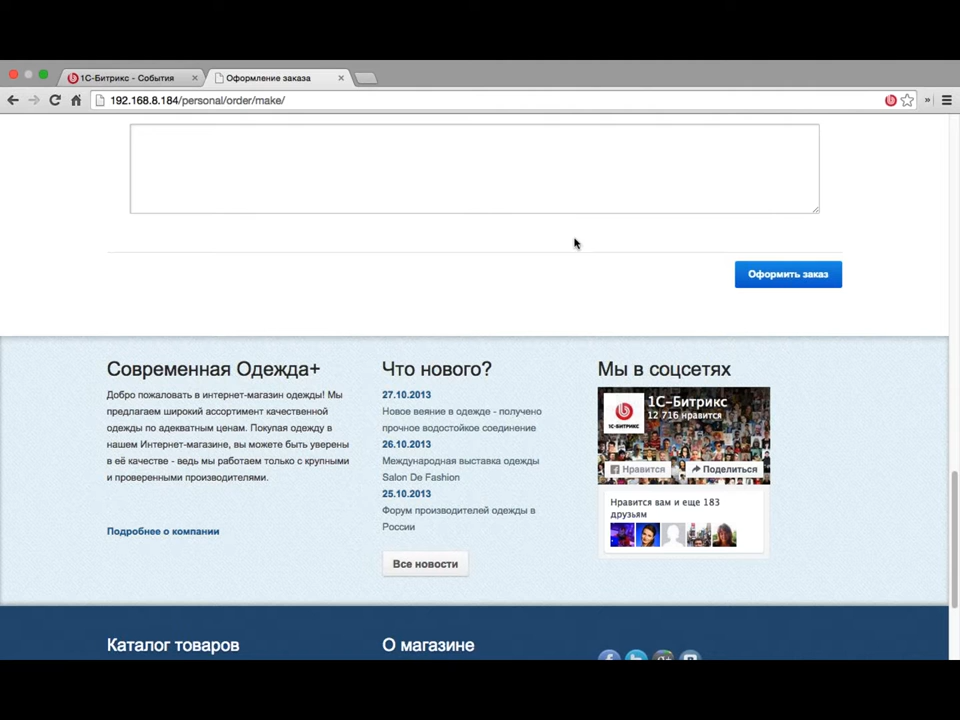 1С-Битрикс - События
Оформление заказа
192.168.8.184/personal/order/make/
Оформить заказ
Современная Одежда+
Добро пожаловать в интернет-магазин одежды! Мы
предлагаем широкий ассортимент качественной
одежды по адекватным ценам. Покупая одежду в
нашем Интернет-магазине, вы можете быть уверены
в её качестве - ведь мы работаем только с крупными
и проверенными производителями.
Подробнее о компании
Что нового?
27.10.2013
Новое веяние в одежде - получено
прочное водостойкое соединение
26.10.2013
Международная выставка одежды
Salon De Fashion
25.10.2013
Форум производителей одежды в
России
Все новости
Мы в соцсетях
1С-БИТРИКС
1С-Битрикс
12 716 нравится
Нравится
Поделиться
Нравится вам и еще 183
друзьям
Каталог товаров
О магазине